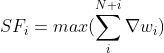 SF_i = max(\sum_{i}^{N+i} \nabla w_i)